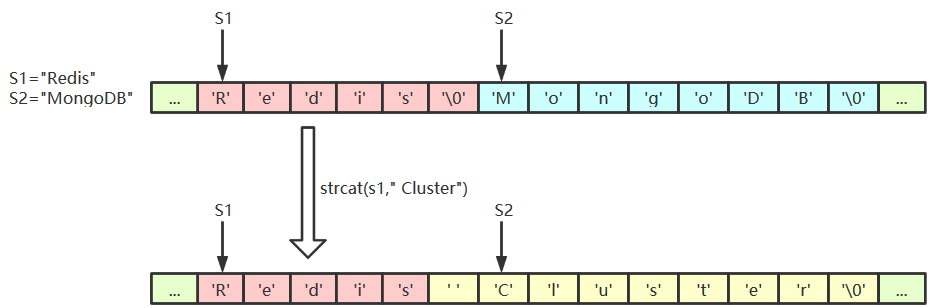 S1 S2
S1="Redis"
S2="MongoDB"
... 'R' 'e' 'd' 'i' 's' '\0' 'M' 'o' 'n' 'g' 'o' 'D' 'B' '\0' ...
strcat(s1," Cluster")
S1 S2
... 'R' 'e' 'd' 'i' 's' ' ' 'C' 'l' 'u' 's' 't' 'e' 'r' '\0' ...